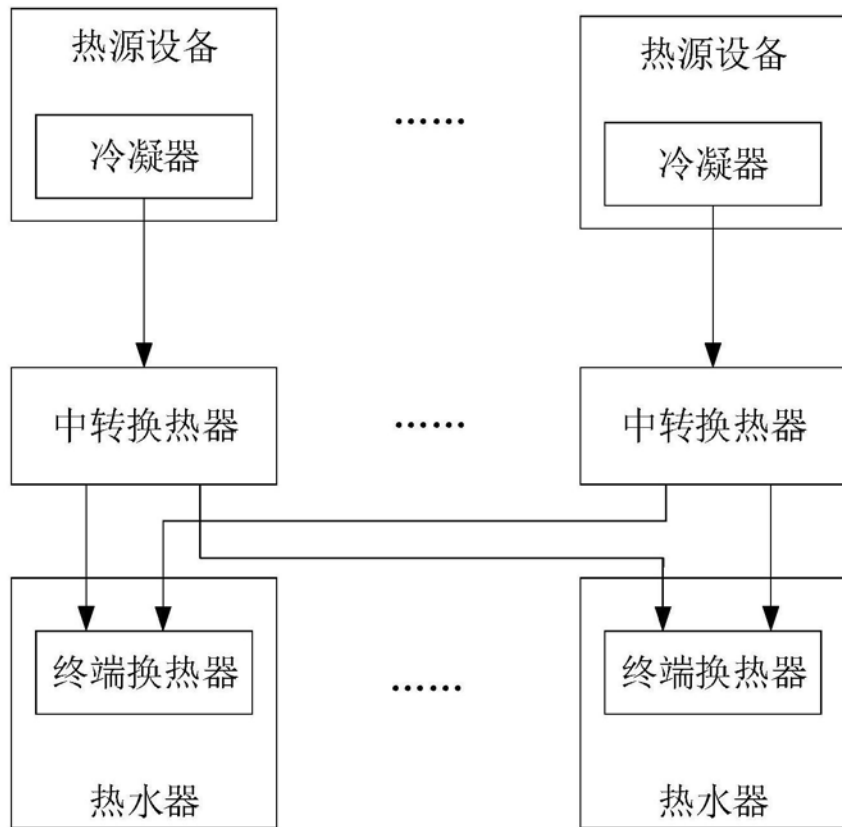 热源设备
热源设备
冷凝器
......
冷凝器
中转换热器
......
中转换热器
终端换热器
......
终端换热器
热水器
热水器